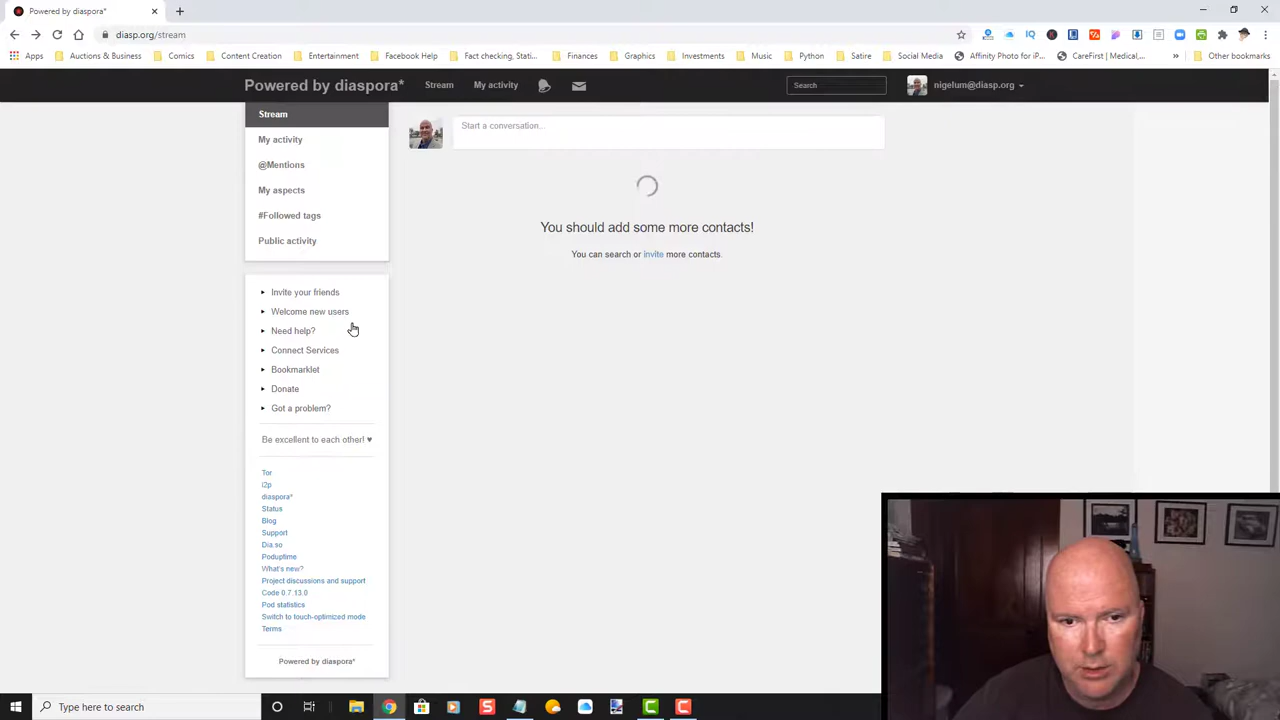 Powered by diaspora*
diasp.org/stream
Apps
Auctions & Business
Comics
Content Creation
Entertainment
Facebook Help
Fact checking, Stati...
Finances
Graphics
Investments
Music
Python
Satire
Social Media
Affinity Photo for iP...
CareFirst | Medical,...
Other bookmarks
Powered by diaspora*
Stream
My activity
Search
nigelum@diasp.org
Stream
My activity
@Mentions
My aspects
#Followed tags
Public activity
Start a conversation...
You should add some more contacts!
You can search or invite more contacts.
Invite your friends
Welcome new users
Need help?
Connect Services
Bookmarklet
Donate
Got a problem?
Be excellent to each other! ♥
Tor
i2p
diaspora*
Status
Blog
Support
Dia.so
Poduptime
What's new?
Project discussions and support
Code 0.7.13.0
Pod statistics
Switch to touch-optimized mode
Terms
Powered by diaspora*
Type here to search